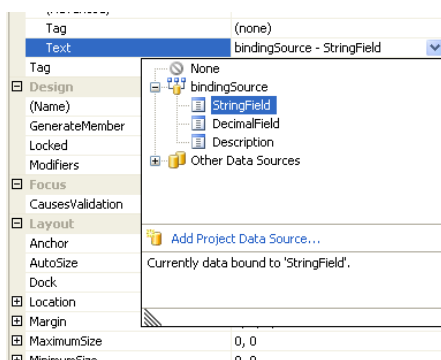 Tag (none)
Text bindingSource - StringField
Tag None
Design bindingSource
(Name) StringField
GenerateMember DecimalField
Locked Description
Modifiers Other Data Sources
Focus
CausesValidation
Layout
Anchor Add Project Data Source...
AutoSize Currently data bound to 'StringField'.
Dock
Location
Margin
MaximumSize 0, 0